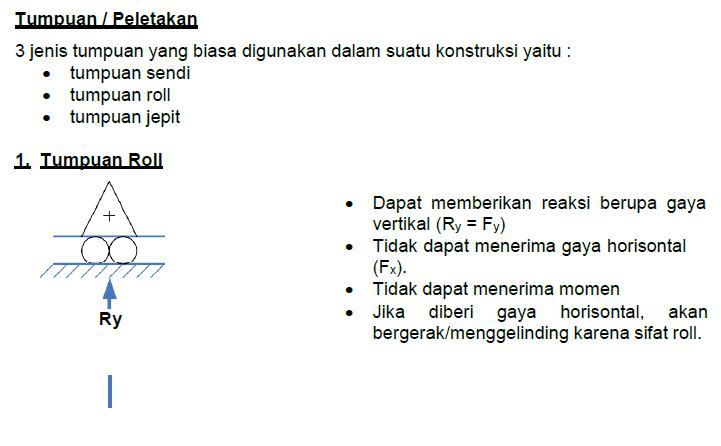 Tumpuan / Peletakan
3 jenis tumpuan yang biasa digunakan dalam suatu konstruksi yaitu :
• tumpuan sendi
• tumpuan roll
• tumpuan jepit
1. Tumpuan Roll
+
Ry
• Dapat memberikan reaksi berupa gaya
vertikal (Ry = Fy)
• Tidak dapat menerima gaya horisontal
(Fx).
• Tidak dapat menerima momen
• Jika diberi gaya horisontal, akan
bergerak/menggelinding karena sifat roll.